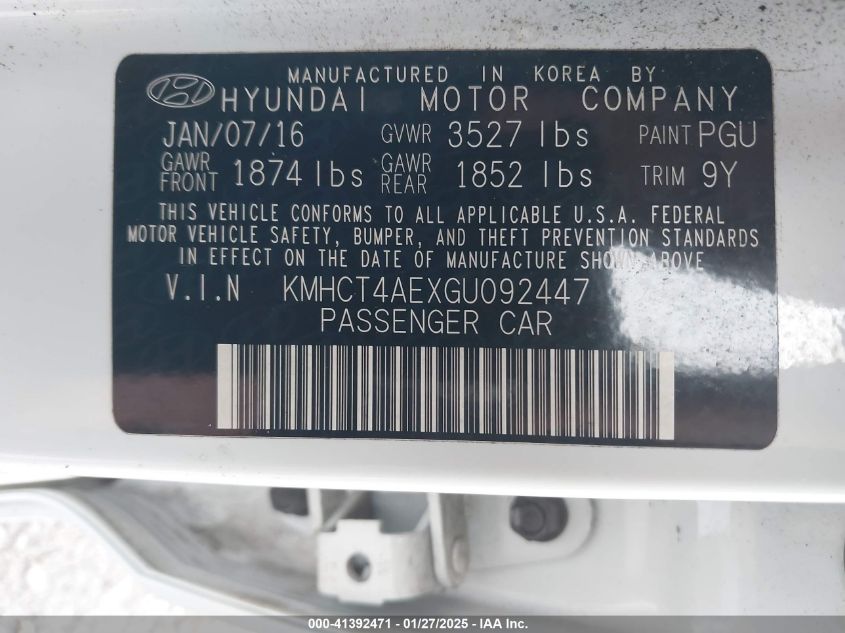 MANUFACTURED IN KOREA BY
HYUNDAI MOTOR COMPANY
JAN/07/16 GVWR 3527 lbs PAINT PGU
GAWR FRONT 1874 lbs GAWR REAR 1852 lbs TRIM 9Y
THIS VEHICLE CONFORMS TO ALL APPLICABLE U.S.A. FEDERAL
MOTOR VEHICLE SAFETY, BUMPER, AND THEFT PREVENTION STANDARDS
IN EFFECT ON THE DATE OF MANUFACTURE SHOWN ABOVE
V.I.N KMHCT4AEXGU092447
PASSENGER CAR
000-41392471 - 01/27/2025 - IAA Inc.